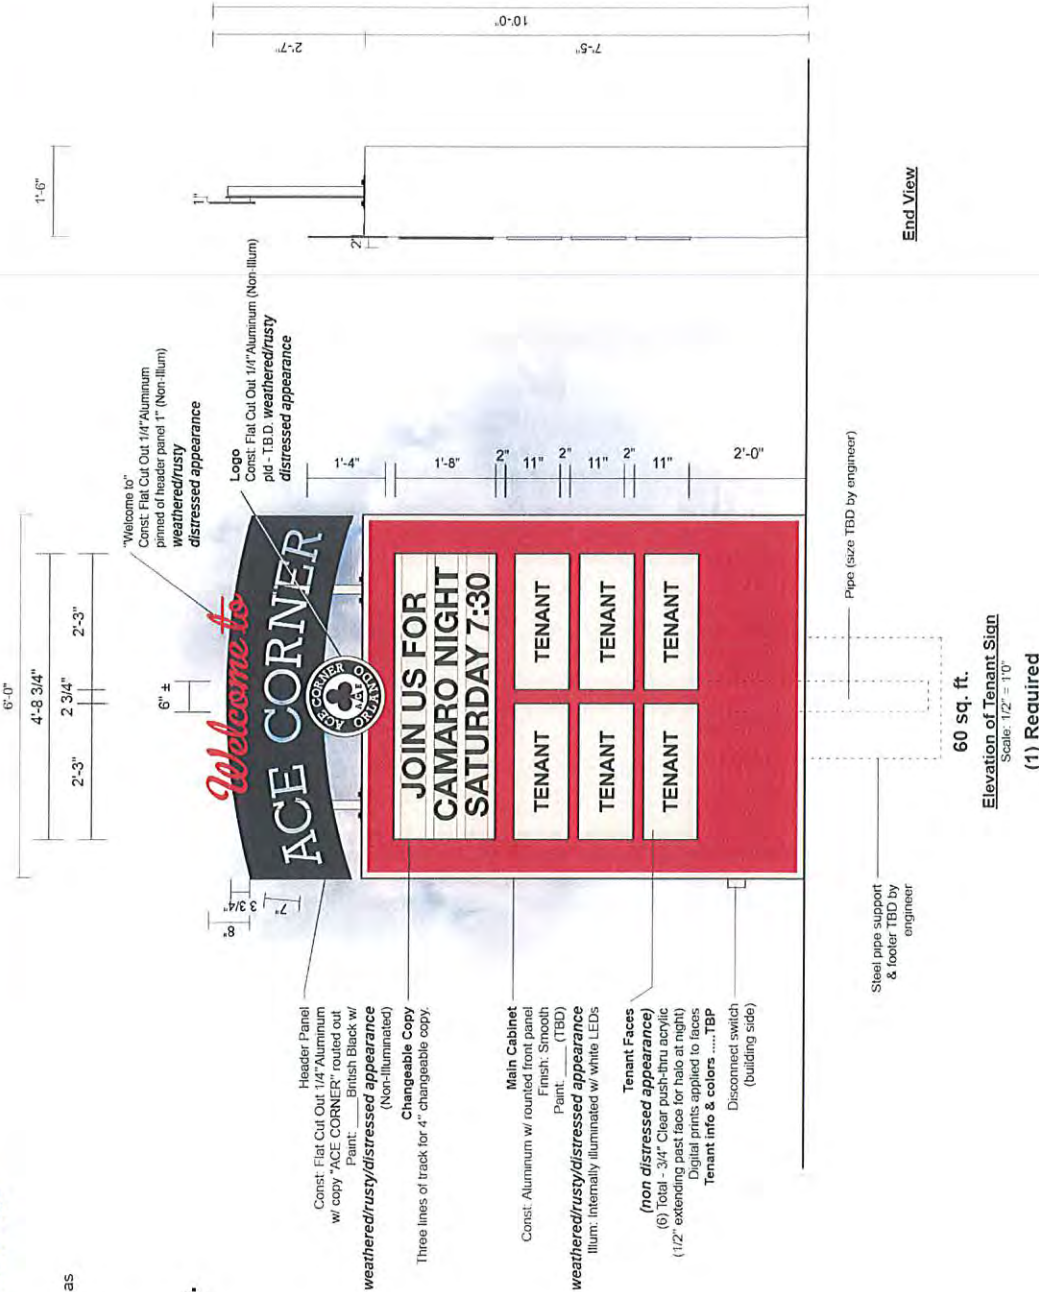 as
10'-0"
2'-7"
7'-5"
1'-6"
1"
2"
End View
6'-0"
4'-8 3/4"
2 3/4"
2'-3"
2'-3"
6" ±
8"
3 3/4"
7"
"Welcome to"
Const: Flat Cut Out 1/4"Aluminum
pinned of header panel 1" (Non-Illum)
weathered/rusty
distressed appearance
Logo
Const: Flat Cut Out 1/4"Aluminum (Non-Illum)
ptd - T.B.D. weathered/rusty
distressed appearance
Welcome to
ACE CORNER
ACE CORNER
ACE
ORLANDO
JOIN US FOR
CAMARO NIGHT
SATURDAY 7:30
TENANT
TENANT
TENANT
TENANT
TENANT
TENANT
1'-4"
1'-8"
2"
11"
2"
11"
2"
11"
2'-0"
Header Panel
Const: Flat Cut Out 1/4"Aluminum
w/ copy "ACE CORNER" routed out
Paint: ____ British Black w/
weathered/rusty/distressed appearance
(Non-Illuminated)
Changeable Copy
Three lines of track for 4" changeable copy.
Main Cabinet
Const: Aluminum w/ rounted front panel
Finish: Smooth
Paint: ____ (TBD)
weathered/rusty/distressed appearance
Illum: Internally illuminated w/ white LEDs
Tenant Faces
(non distressed appearance)
(6) Total - 3/4" Clear push-thru acrylic
(1/2" extending past face for halo at night)
Digital prints applied to faces
Tenant info & colors .....TBP
Disconnect switch
(building side)
Steel pipe support
& footer TBD by
engineer
Pipe (size TBD by engineer)
60 sq. ft.
Elevation of Tenant Sign
Scale: 1/2" = 1'0"
(1) Required